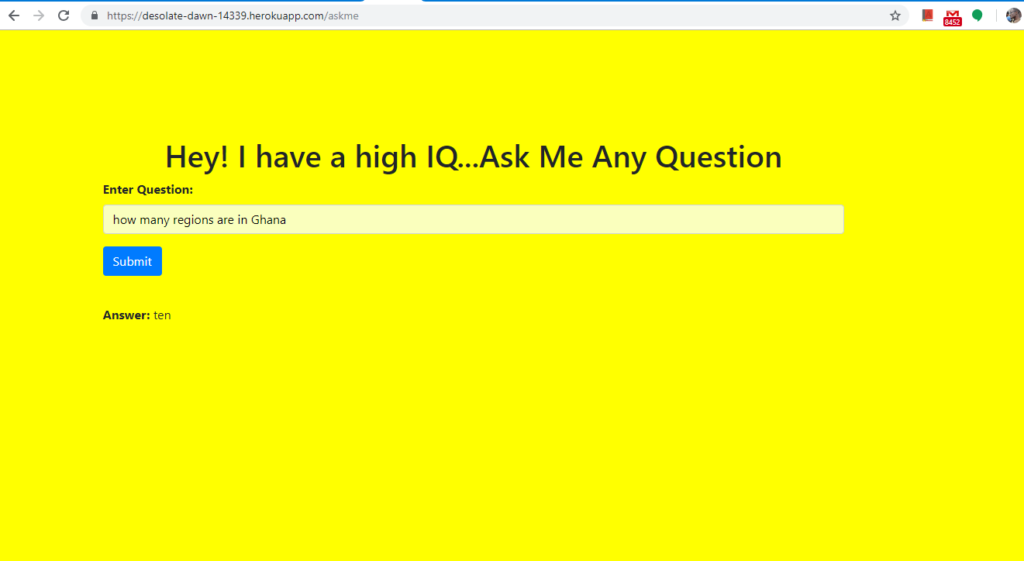 https://desolate-dawn-14339.herokuapp.com/askme
8452
Hey! I have a high IQ...Ask Me Any Question
Enter Question:
how many regions are in Ghana
Submit
Answer: ten